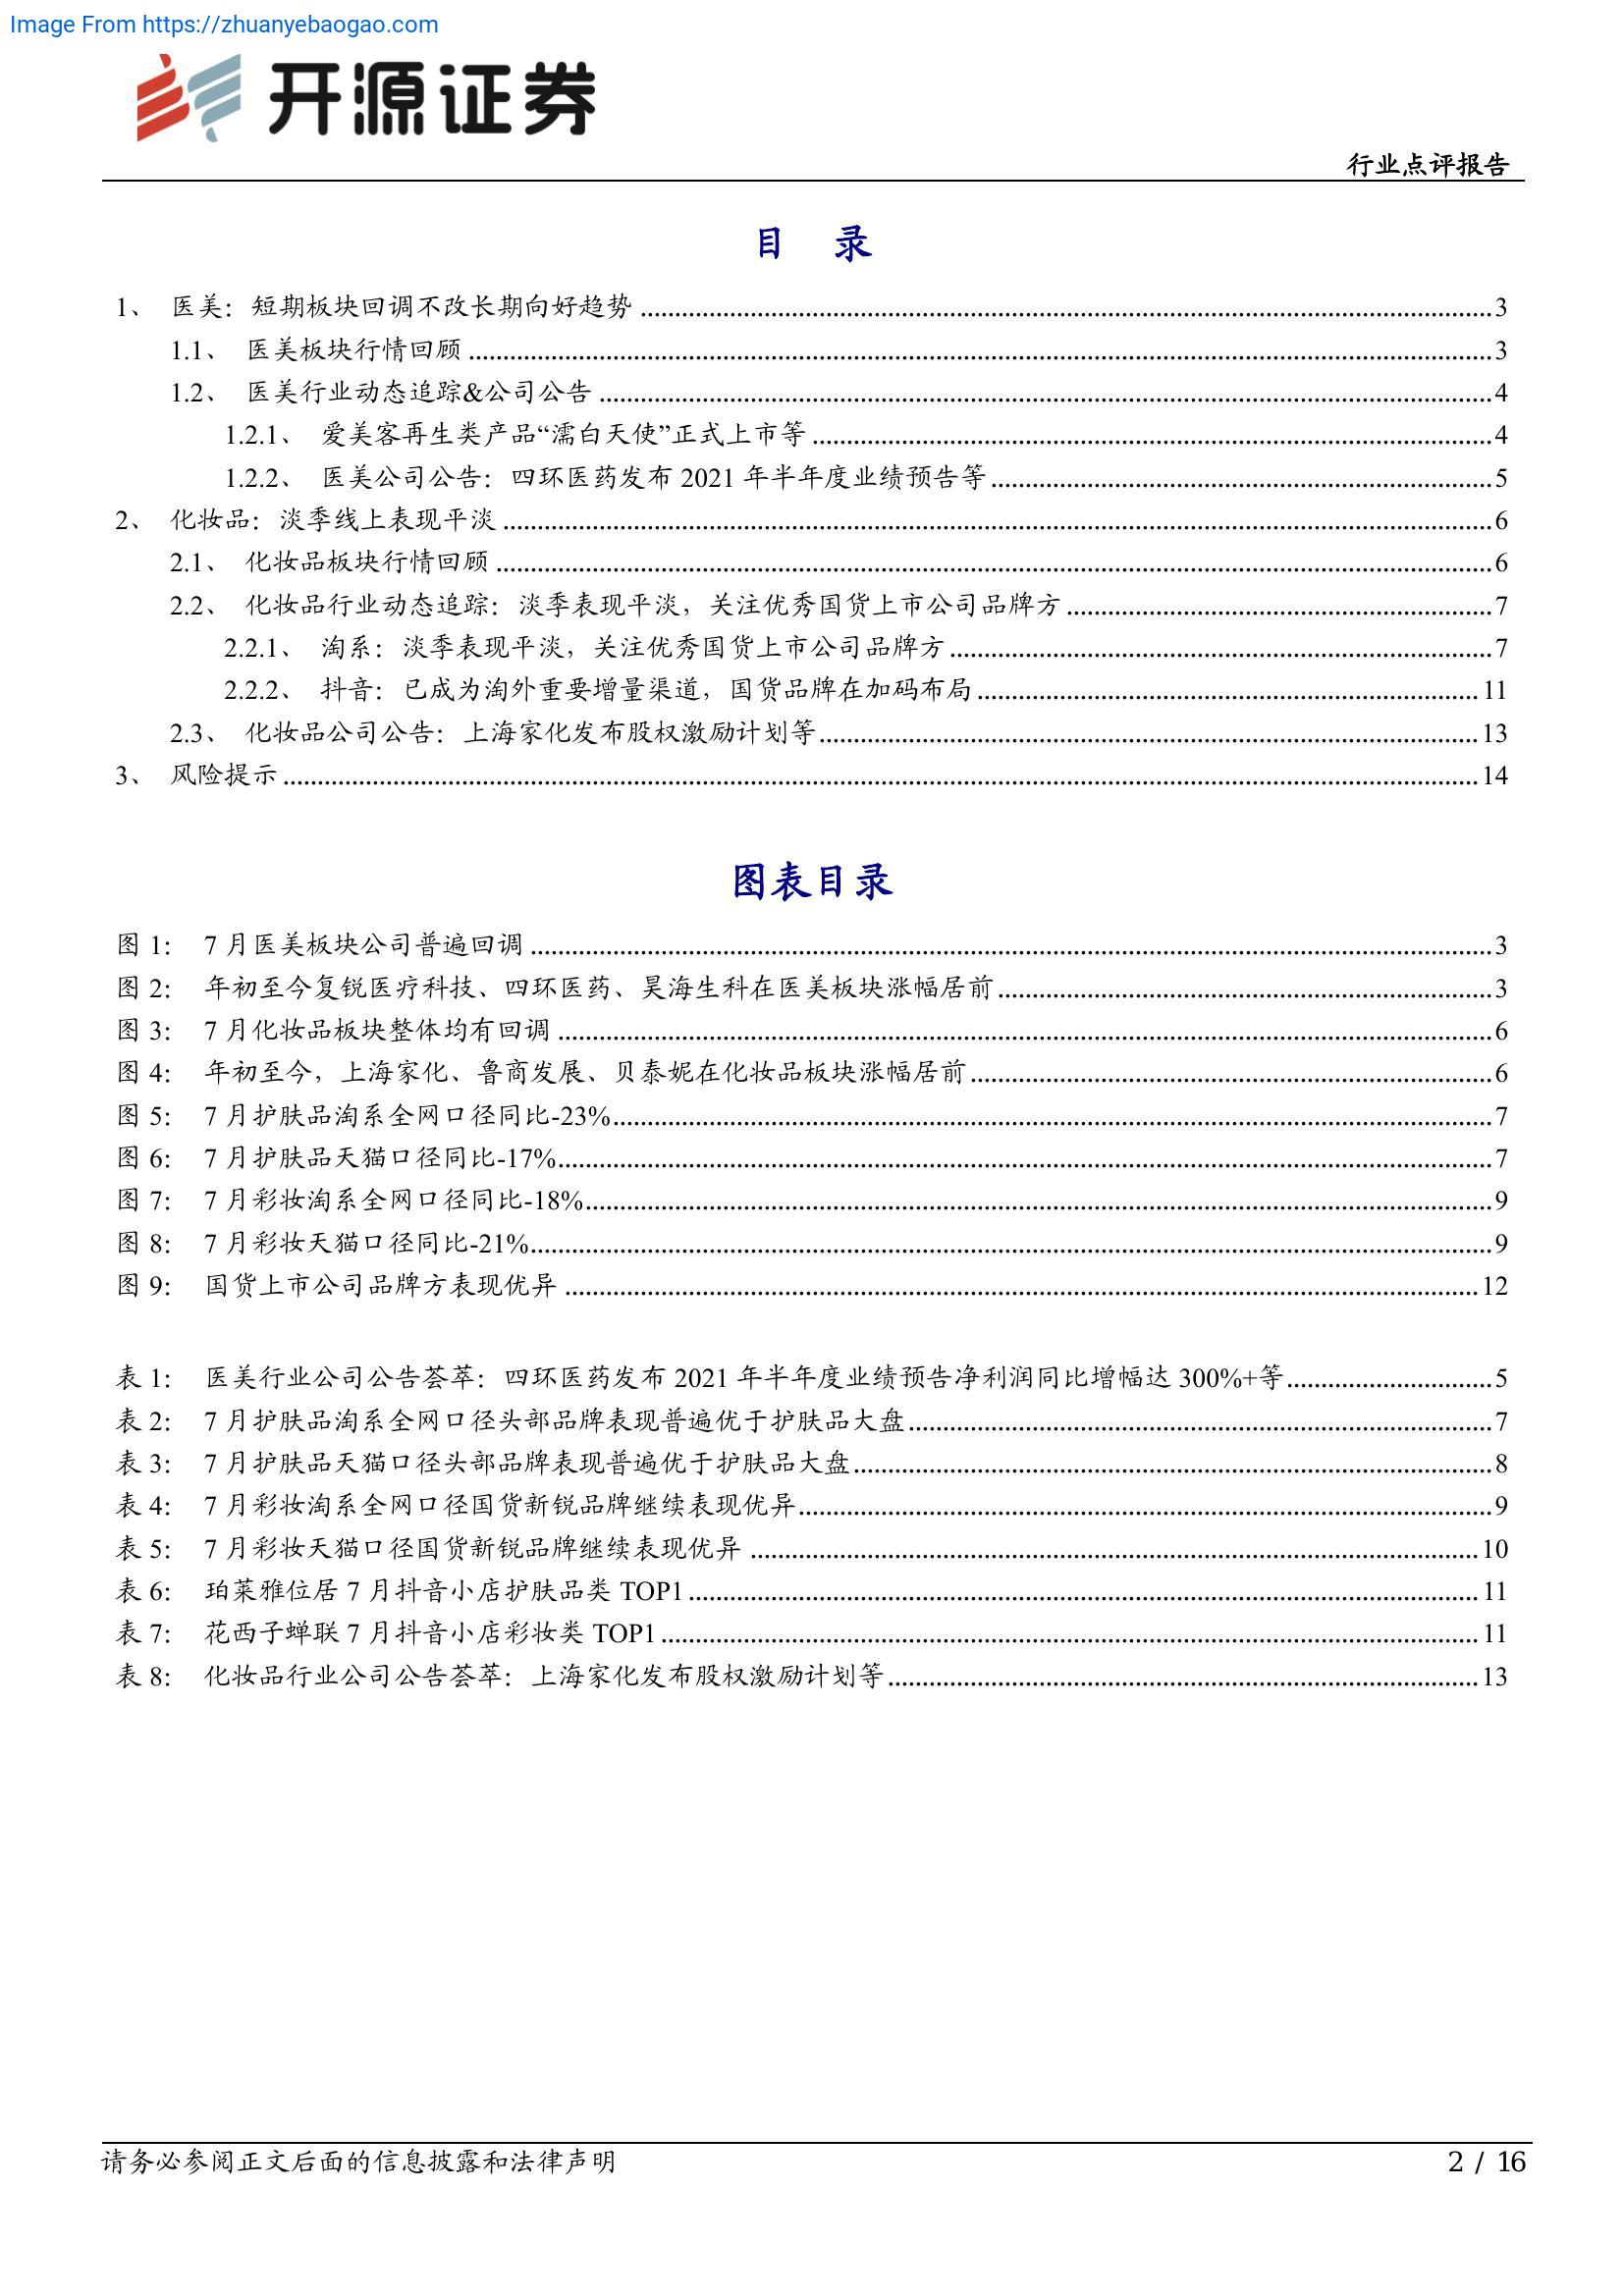 Image From https://zhuanyebaogao.com
开源证券
行业点评报告
目 录
1、 医美：短期板块回调不改长期向好趋势 3
1.1、 医美板块行情回顾 3
1.2、 医美行业动态追踪&公司公告 4
1.2.1、 爱美客再生类产品“濡白天使”正式上市等 4
1.2.2、 医美公司公告：四环医药发布 2021 年半年度业绩预告等 5
2、 化妆品：淡季线上表现平淡 6
2.1、 化妆品板块行情回顾 6
2.2、 化妆品行业动态追踪：淡季表现平淡，关注优秀国货上市公司品牌方 7
2.2.1、 淘系：淡季表现平淡，关注优秀国货上市公司品牌方 7
2.2.2、 抖音：已成为淘外重要增量渠道，国货品牌在加码布局 11
2.3、 化妆品公司公告：上海家化发布股权激励计划等 13
3、 风险提示 14
图表目录
图 1： 7 月医美板块公司普遍回调 3
图 2： 年初至今复锐医疗科技、四环医药、昊海生科在医美板块涨幅居前 3
图 3： 7 月化妆品板块整体均有回调 6
图 4： 年初至今，上海家化、鲁商发展、贝泰妮在化妆品板块涨幅居前 6
图 5： 7 月护肤品淘系全网口径同比-23% 7
图 6： 7 月护肤品天猫口径同比-17% 7
图 7： 7 月彩妆淘系全网口径同比-18% 9
图 8： 7 月彩妆天猫口径同比-21% 9
图 9： 国货上市公司品牌方表现优异 12
表 1： 医美行业公司公告荟萃：四环医药发布 2021 年半年度业绩预告净利润同比增幅达 300%+等 5
表 2： 7 月护肤品淘系全网口径头部品牌表现普遍优于护肤品大盘 7
表 3： 7 月护肤品天猫口径头部品牌表现普遍优于护肤品大盘 8
表 4： 7 月彩妆淘系全网口径国货新锐品牌继续表现优异 9
表 5： 7 月彩妆天猫口径国货新锐品牌继续表现优异 10
表 6： 珀莱雅位居 7 月抖音小店护肤品类 TOP1 11
表 7： 花西子蝉联 7 月抖音小店彩妆类 TOP1 11
表 8： 化妆品行业公司公告荟萃：上海家化发布股权激励计划等 13
请务必参阅正文后面的信息披露和法律声明 2 / 16